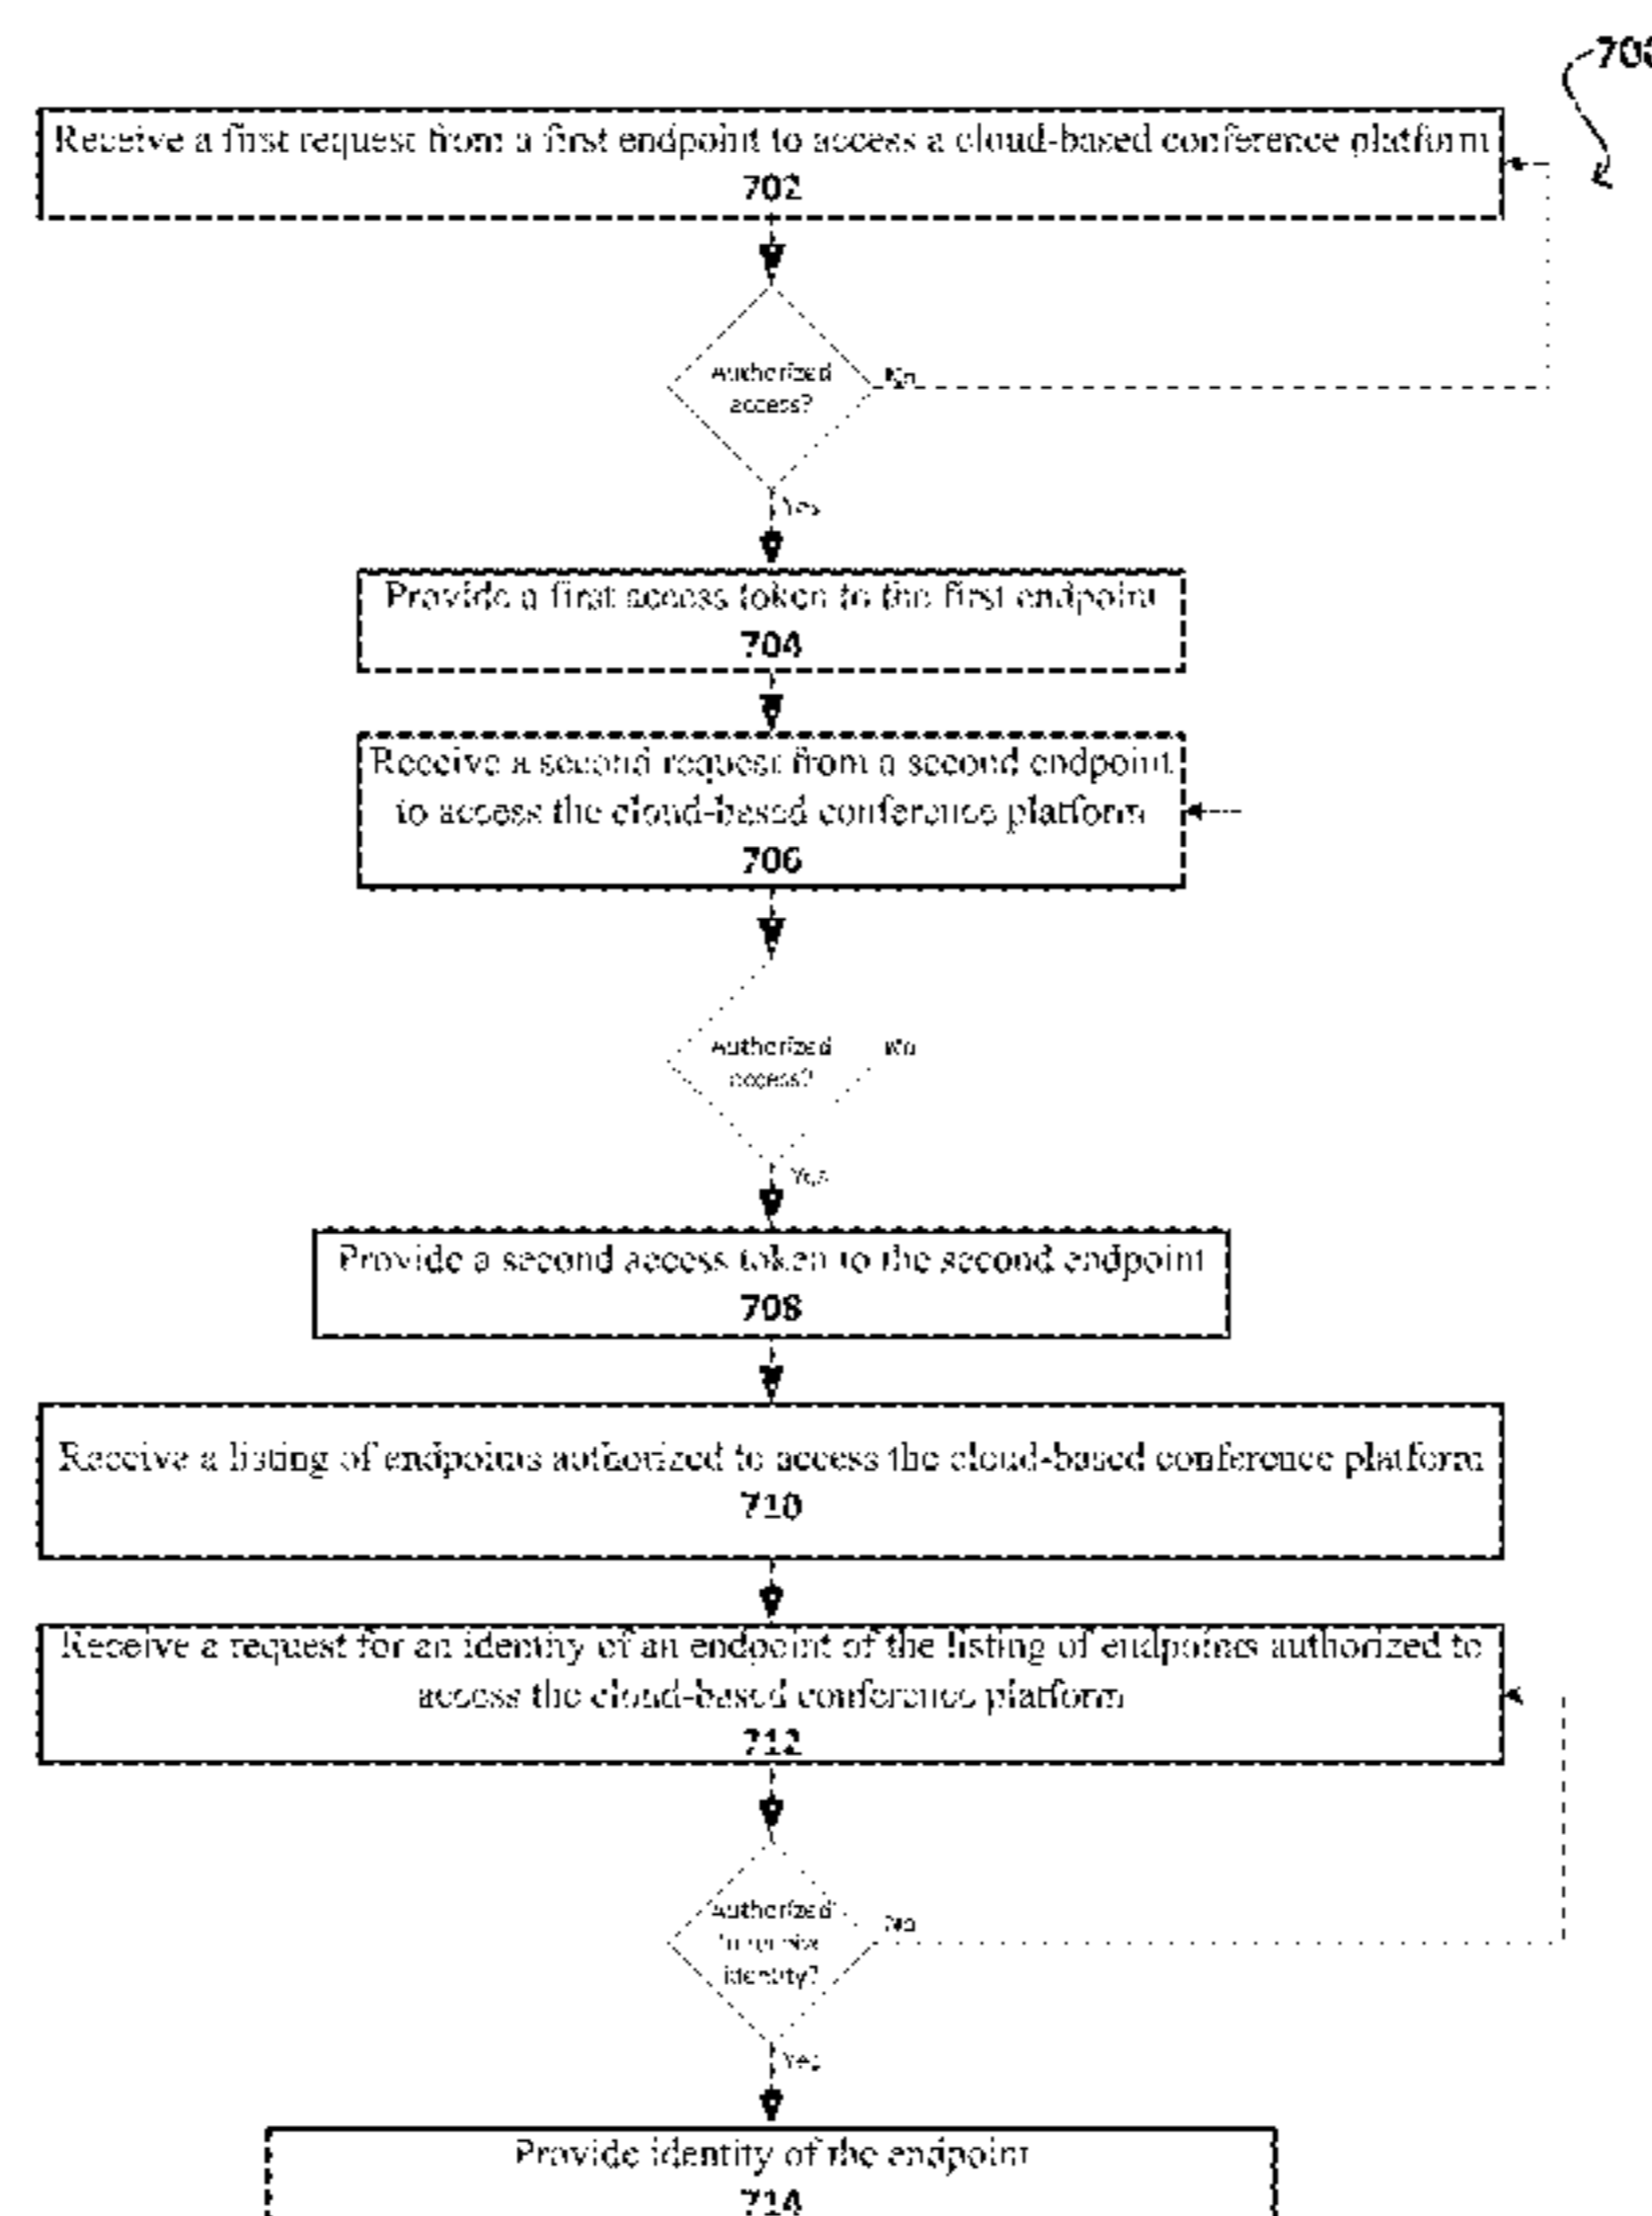 700
Receive a first request from a first endpoint to access a cloud-based conference platform
702
Authorized
access?
No
Yes
Provide a first access token to the first endpoint
704
Receive a second request from a second endpoint
to access the cloud-based conference platform
706
Authorized
access?
No
Yes
Provide a second access token to the second endpoint
708
Receive a listing of endpoints authorized to access the cloud-based conference platform
710
Receive a request for an identity of an endpoint of the listing of endpoints authorized to
access the cloud-based conference platform
712
Authorized
identity?
No
Yes
Provide identity of the endpoint
714